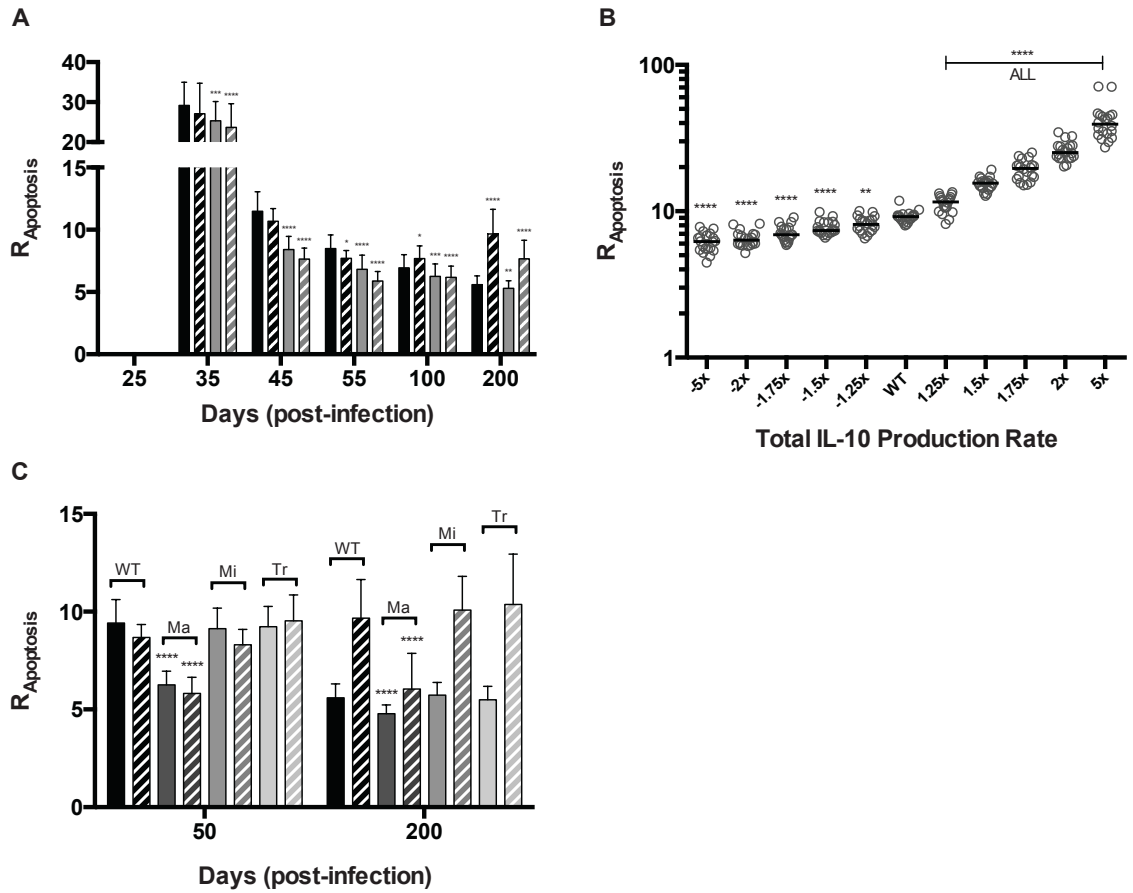 A
R Apoptosis
40
30
20
15
10
5
0
*** ****
**** ****
* **** ****
* *** ****
**** ** ****
25 35 45 55 100 200
Days (post-infection)
B
R Apoptosis
100
10
1
****
ALL
**** **** **** **** **
-5x -2x -1.75x -1.5x -1.25x WT 1.25x 1.5x 1.75x 2x 5x
Total IL-10 Production Rate
C
R Apoptosis
15
10
5
0
WT Ma Mi Tr
**** ****
WT Ma Mi Tr
**** ****
50 200
Days (post-infection)